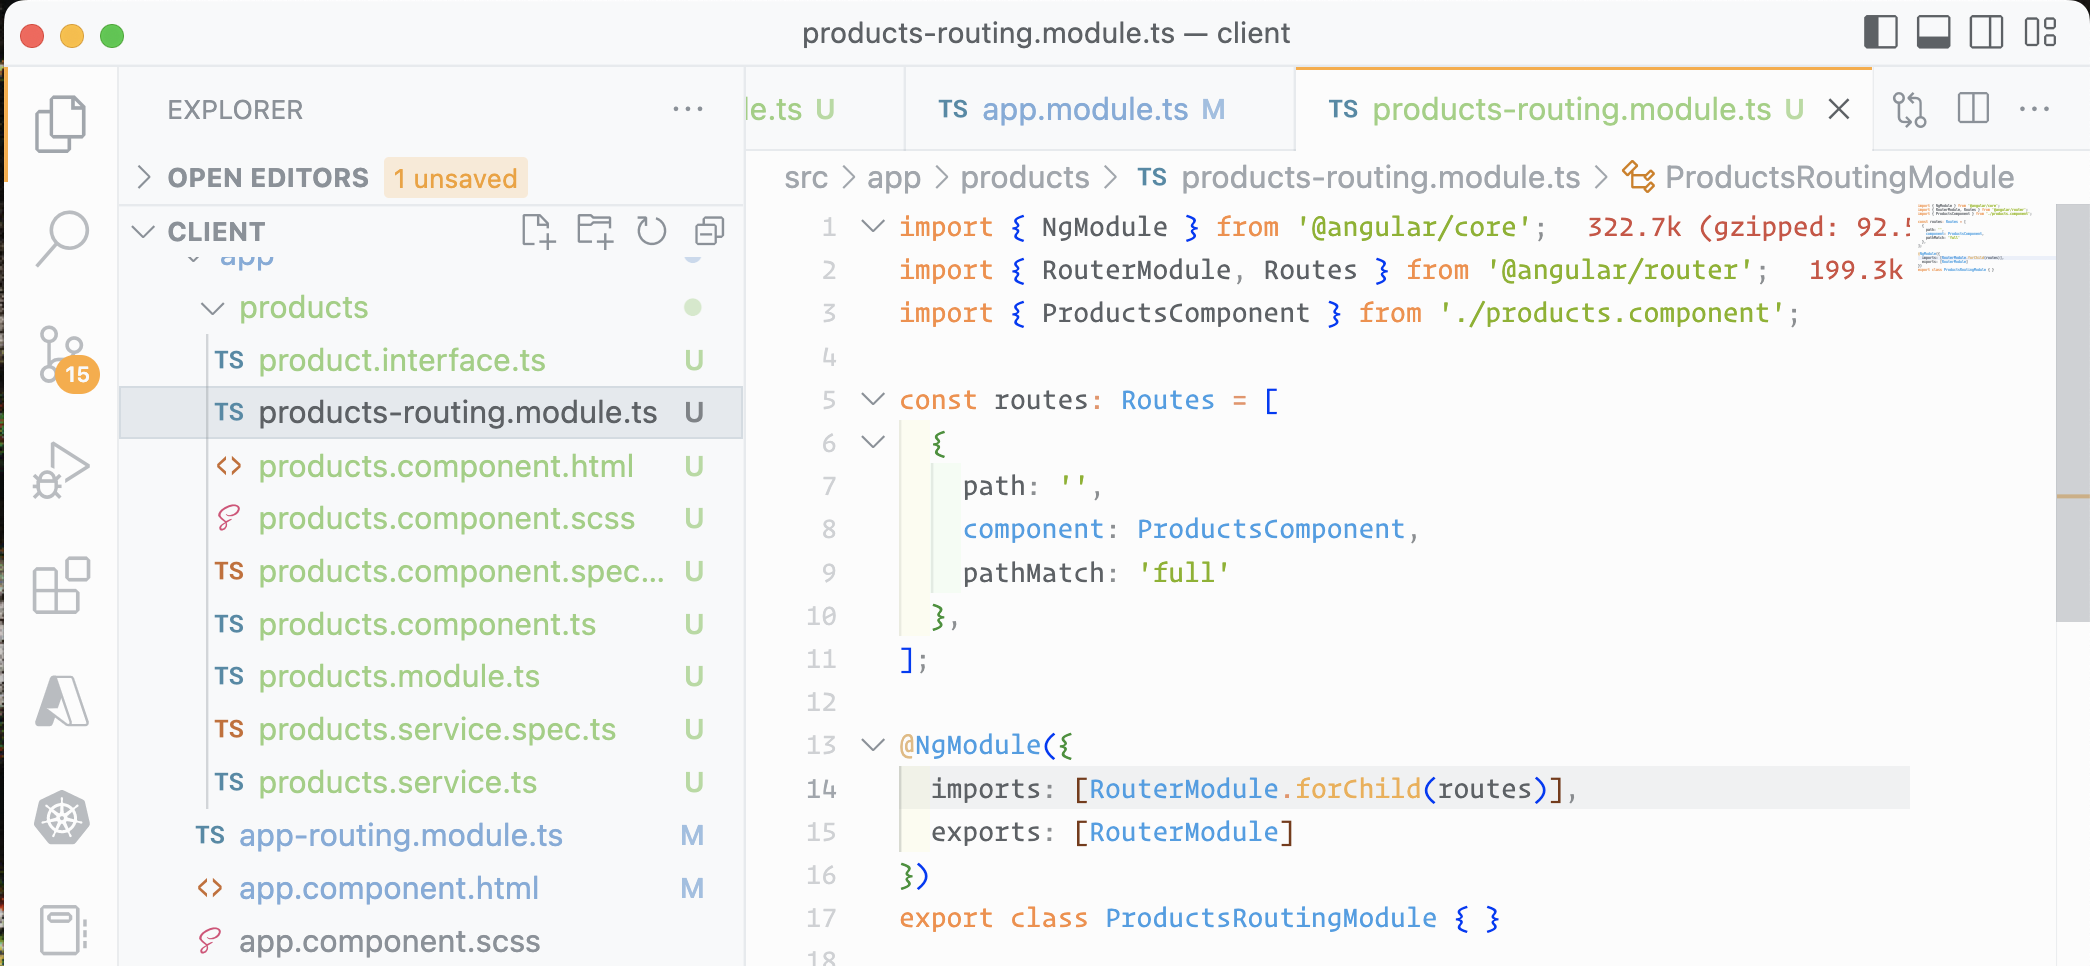 products-routing.module.ts — client
EXPLORER
OPEN EDITORS 1 unsaved
CLIENT
app
products
TS product.interface.ts U
TS products-routing.module.ts U
<> products.component.html U
products.component.scss U
TS products.component.spec... U
TS products.component.ts U
TS products.module.ts U
TS products.service.spec.ts U
TS products.service.ts U
TS app-routing.module.ts M
<> app.component.html M
app.component.scss
15
le.ts U
TS app.module.ts M
TS products-routing.module.ts U
src > app > products > TS products-routing.module.ts > ProductsRoutingModule
1 import { NgModule } from '@angular/core'; 322.7k (gzipped: 92.5
2 import { RouterModule, Routes } from '@angular/router'; 199.3k
3 import { ProductsComponent } from './products.component';
4
5 const routes: Routes = [
6 {
7 path: '',
8 component: ProductsComponent,
9 pathMatch: 'full'
10 },
11 ];
12
13 @NgModule({
14 imports: [RouterModule.forChild(routes)],
15 exports: [RouterModule]
16 })
17 export class ProductsRoutingModule { }
18